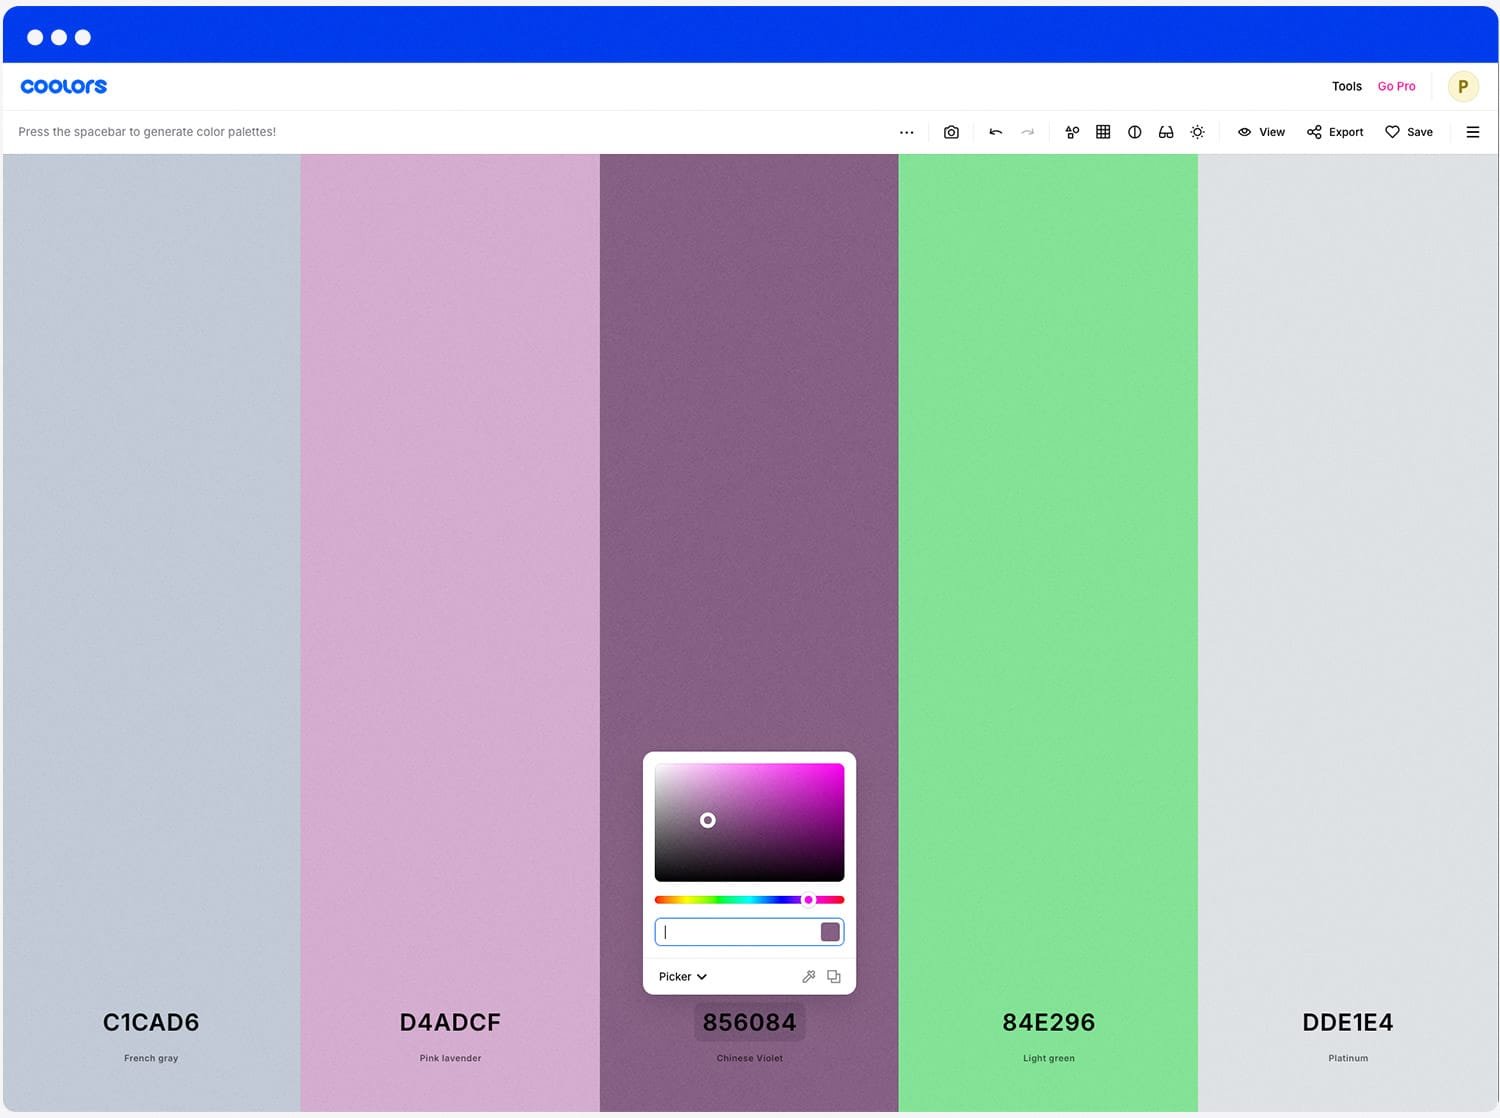 coolors
Tools Go Pro P
Press the spacebar to generate color palettes!
View Export Save
Picker
C1CAD6 D4ADCF 856084 84E296 DDE1E4
French gray Pink lavender Chinese Violet Light green Platinum